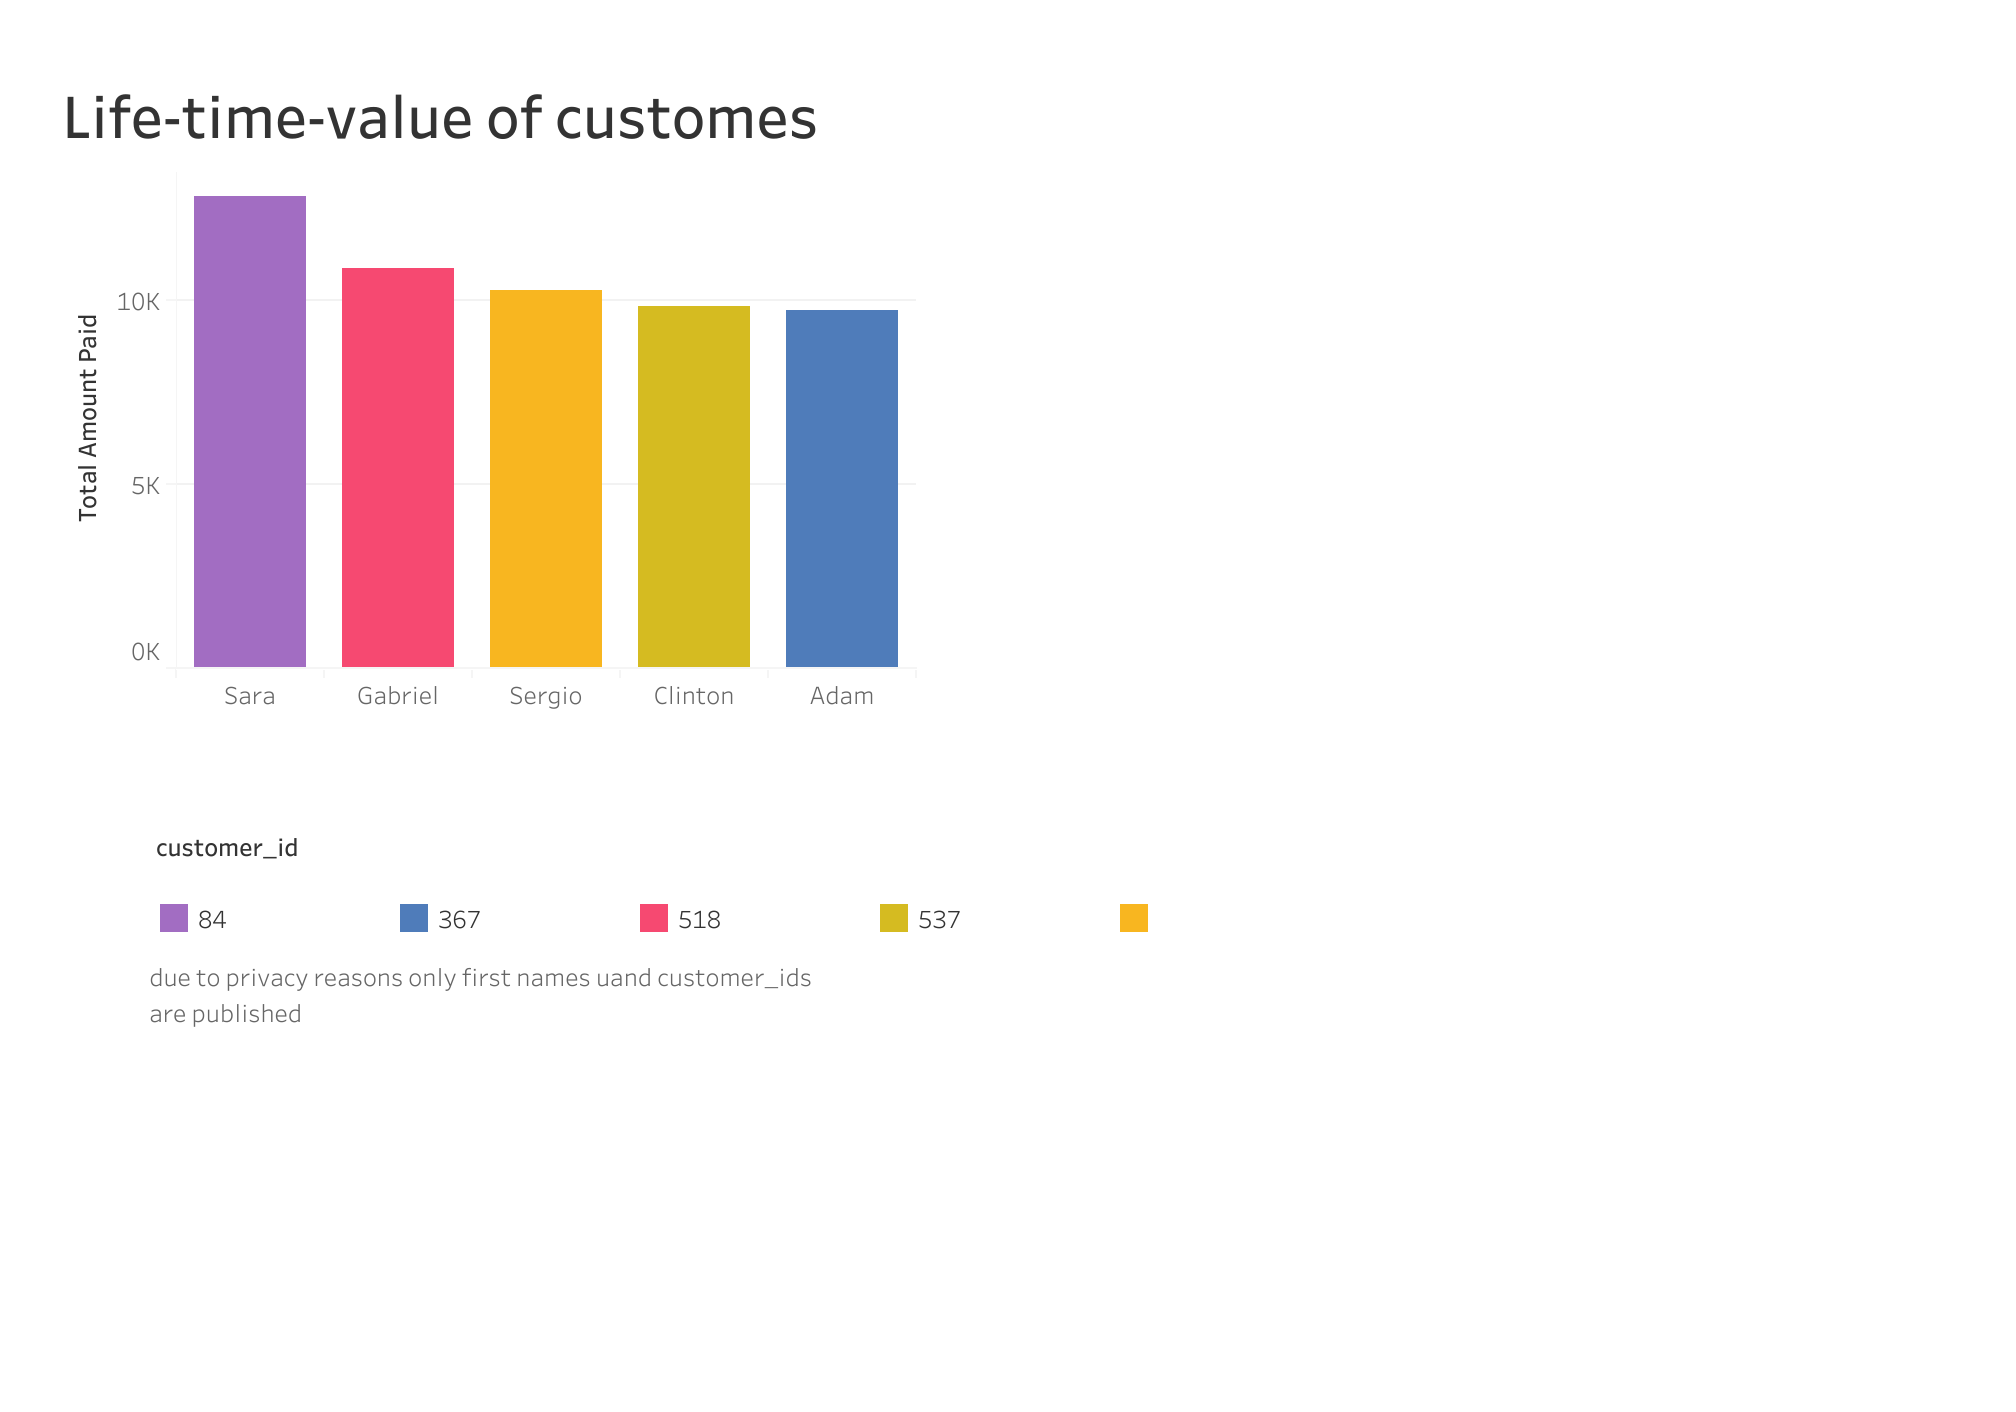 Life-time-value of customes
Total Amount Paid
10K
5K
0K
Sara Gabriel Sergio Clinton Adam
customer_id
84 367 518 537
due to privacy reasons only first names uand customer_ids
are published